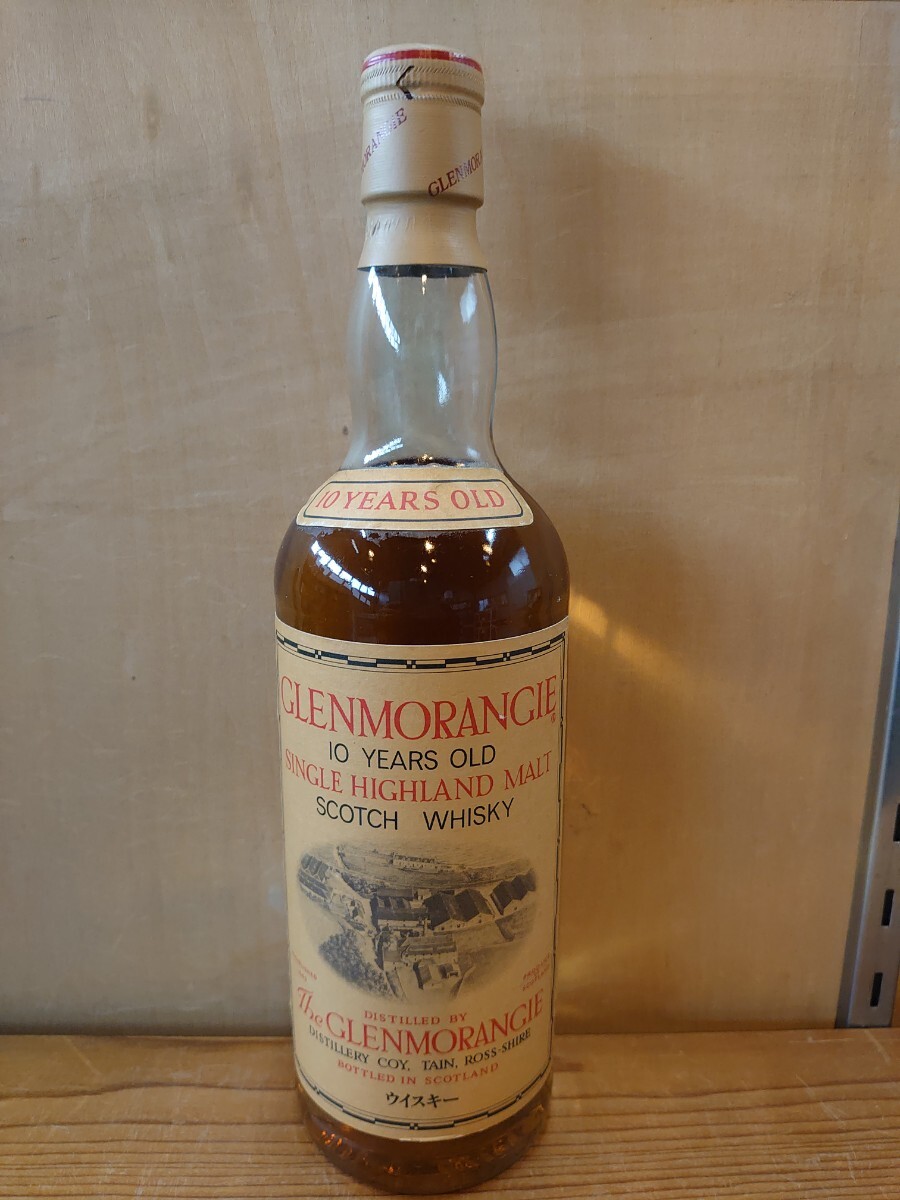 GLENMORANGIE
10 YEARS OLD
GLENMORANGIE
10 YEARS OLD
SINGLE HIGHLAND MALT
SCOTCH WHISKY
DISTILLED BY
The GLENMORANGIE
DISTILLERY COY, TAIN, ROSS-SHIRE
BOTTLED IN SCOTLAND
ウイスキー